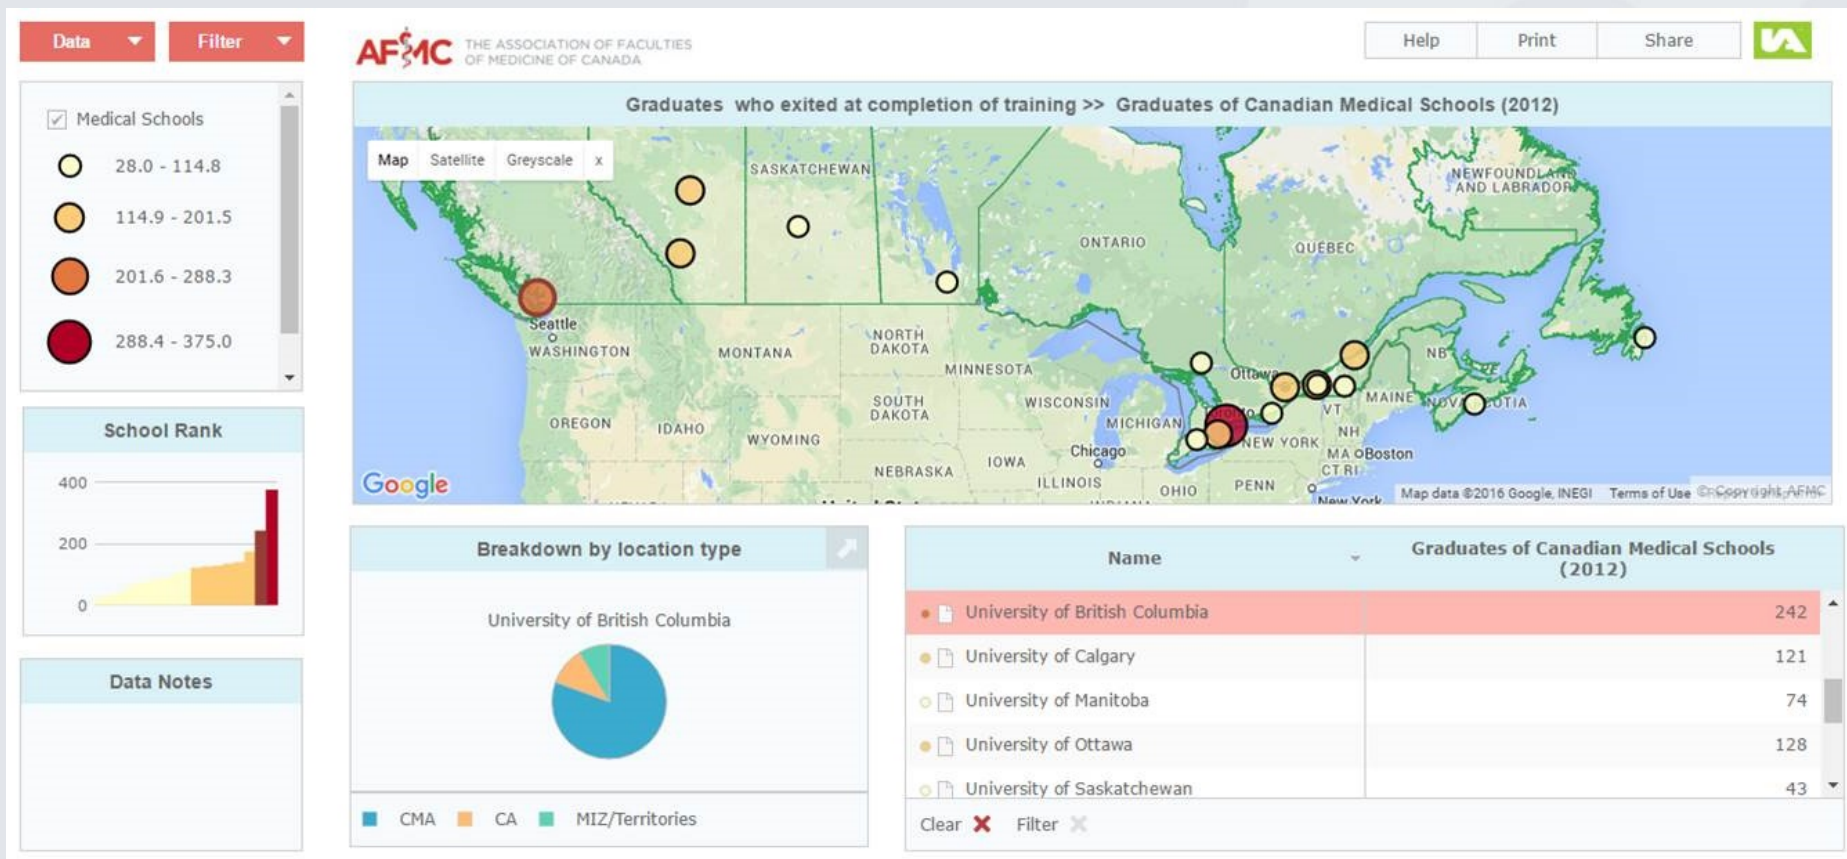 Data
Filter
AFMC THE ASSOCIATION OF FACULTIES
OF MEDICINE OF CANADA
Help
Print
Share
Medical Schools
28.0 - 114.8
114.9 - 201.5
201.6 - 288.3
288.4 - 375.0
Graduates who exited at completion of training >> Graduates of Canadian Medical Schools (2012)
Map
Satellite
Greyscale
x
SASKATCHEWAN
NEWFOUNDLAND
AND LABRADOR
ONTARIO
QUEBEC
Seattle
WASHINGTON
MONTANA
NORTH
DAKOTA
MINNESOTA
Ottawa
NB
PE
MAINE
NOVA SCOTIA
OREGON
IDAHO
WYOMING
SOUTH
DAKOTA
WISCONSIN
MICHIGAN
Toronto
VT
NH
NEW YORK
MA
Boston
CT RI
Chicago
NEBRASKA
IOWA
ILLINOIS
OHIO
PENN
New York
Google
Map data ©2016 Google, INEGI
Terms of Use
© Copyright AFMC
School Rank
400
200
0
Data Notes
Breakdown by location type
University of British Columbia
CMA
CA
MIZ/Territories
Name
Graduates of Canadian Medical Schools
(2012)
University of British Columbia 242
University of Calgary 121
University of Manitoba 74
University of Ottawa 128
University of Saskatchewan 43
Clear
Filter